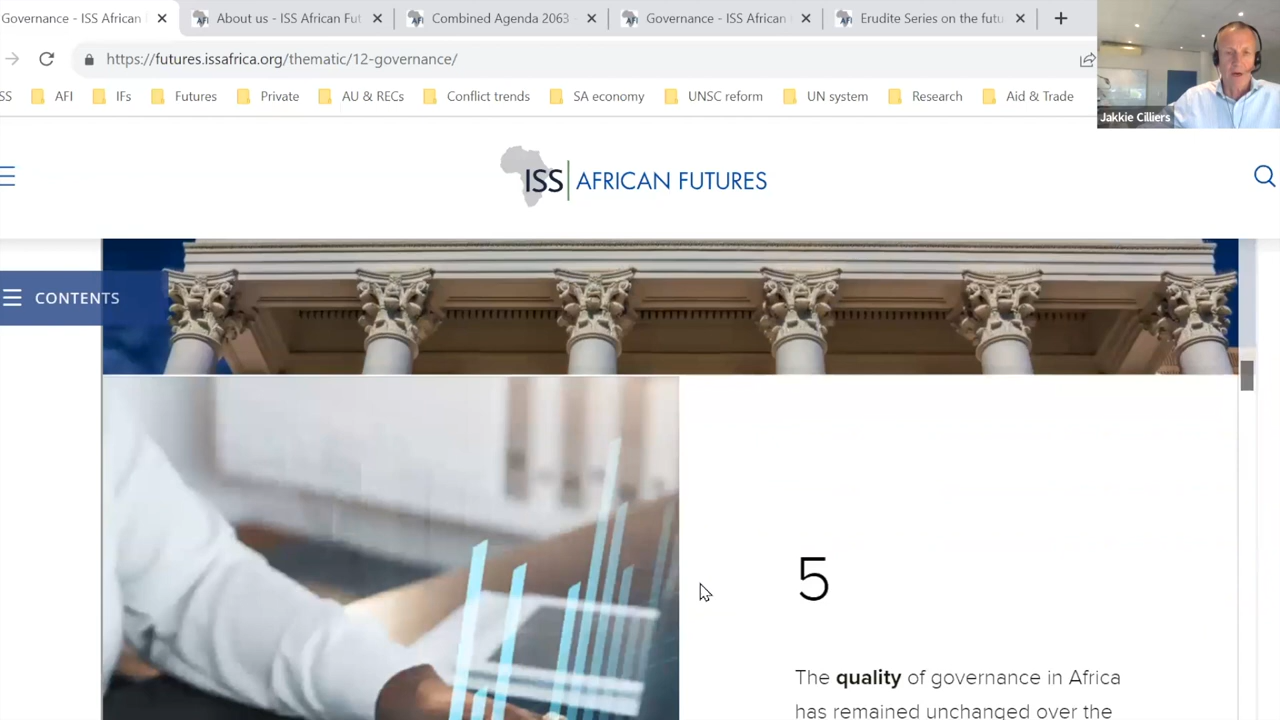 Governance - ISS African
About us - ISS African Fut
Combined Agenda 2063
Governance - ISS African
Erudite Series on the futu
https://futures.issafrica.org/thematic/12-governance/
SS
AFI
IFs
Futures
Private
AU & RECs
Conflict trends
SA economy
UNSC reform
UN system
Research
Aid & Trade
Jakkie Cilliers
ISS AFRICAN FUTURES
CONTENTS
5
The quality of governance in Africa
has remained unchanged over the